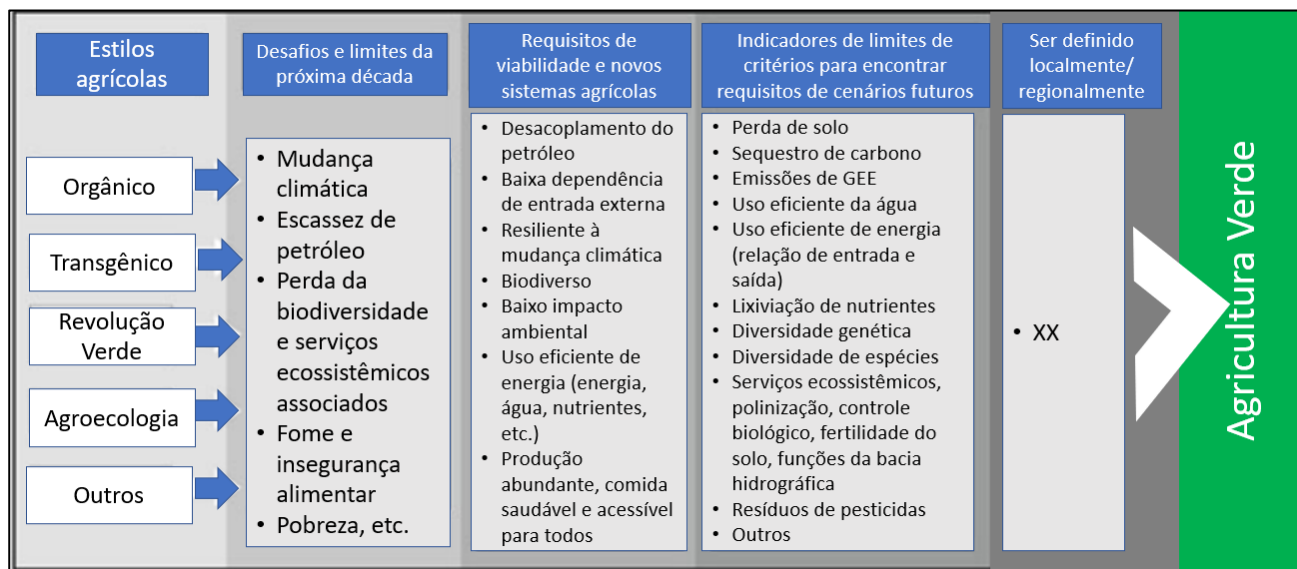 Estilos
agrícolas
Orgânico
Transgênico
Revolução
Verde
Agroecologia
Outros
Desafios e limites da
próxima década
• Mudança
climática
• Escassez de
petróleo
• Perda da
biodiversidade
e serviços
ecossistêmicos
associados
• Fome e
insegurança
alimentar
• Pobreza, etc.
Requisitos de
viabilidade e novos
sistemas agrícolas
• Desacoplamento do
petróleo
• Baixa dependência
de entrada externa
• Resiliente à
mudança climática
• Biodiverso
• Baixo impacto
ambiental
• Uso eficiente de
energia (energia,
água, nutrientes,
etc.)
• Produção
abundante, comida
saudável e acessível
para todos
Indicadores de limites de
critérios para encontrar
requisitos de cenários futuros
• Perda de solo
• Sequestro de carbono
• Emissões de GEE
• Uso eficiente da água
• Uso eficiente de energia
(relação de entrada e
saída)
• Lixiviação de nutrientes
• Diversidade genética
• Diversidade de espécies
• Serviços ecossistêmicos,
polinização, controle
biológico, fertilidade do
solo, funções da bacia
hidrográfica
• Resíduos de pesticidas
• Outros
Ser definido
localmente/
regionalmente
• XX
Agricultura Verde